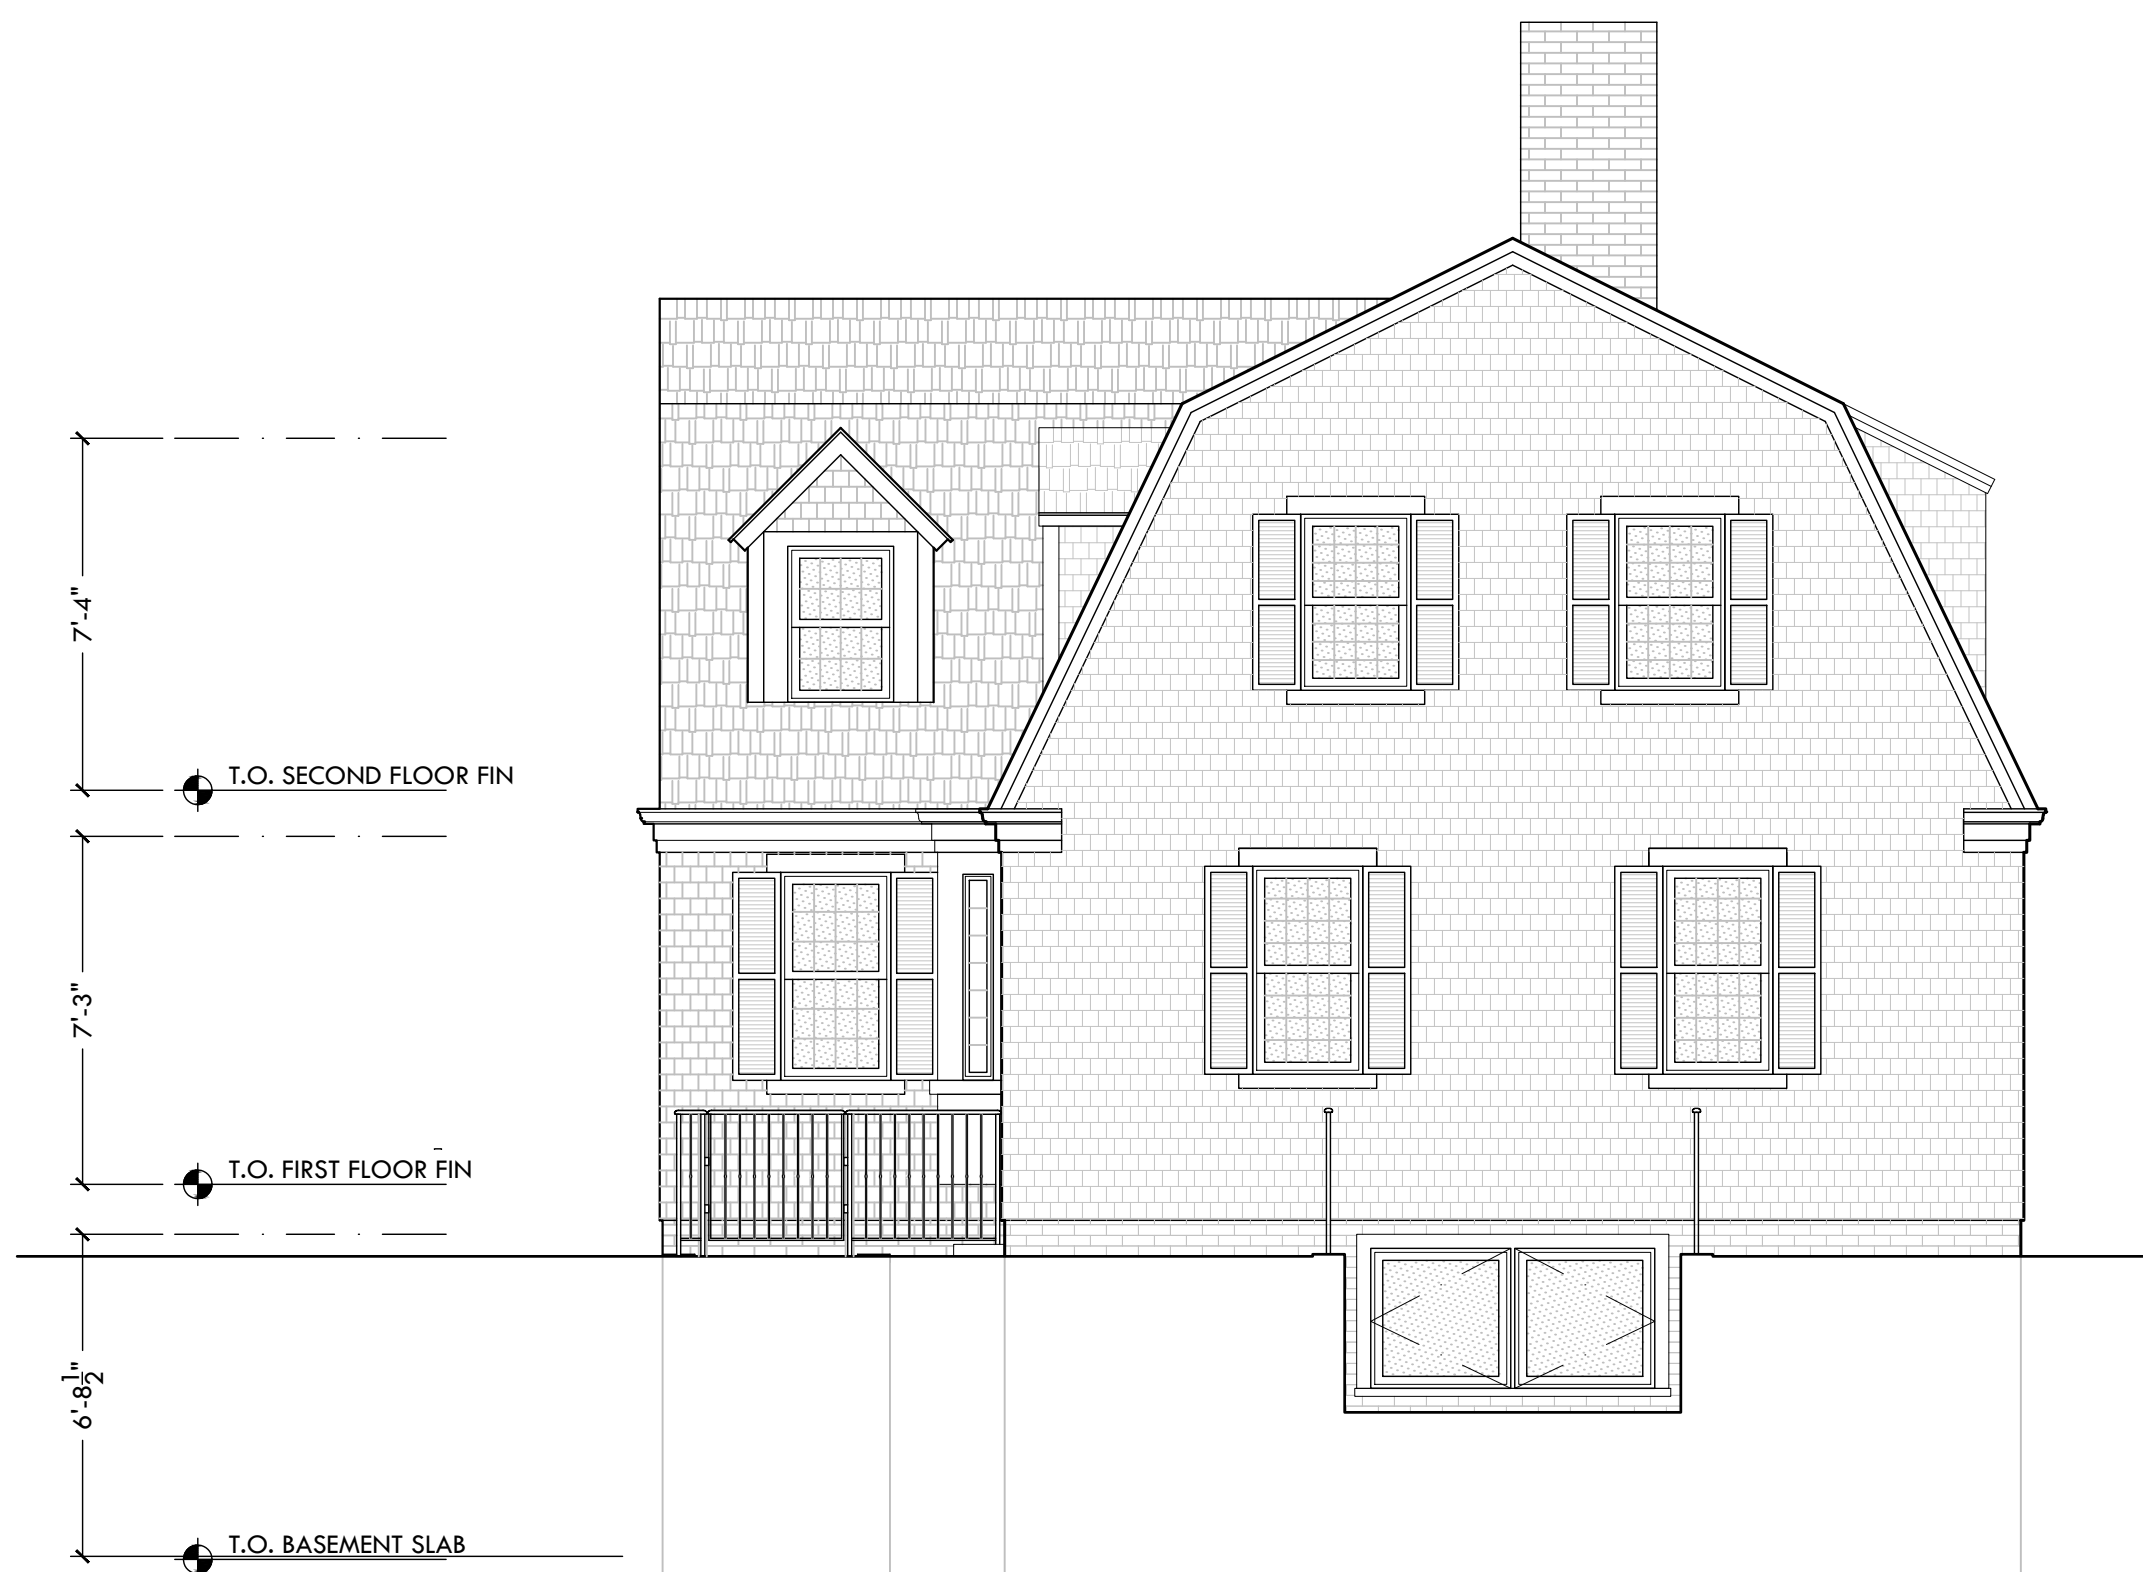 7'-4"
T.O. SECOND FLOOR FIN
7'-3"
T.O. FIRST FLOOR FIN
6'-8½"
T.O. BASEMENT SLAB